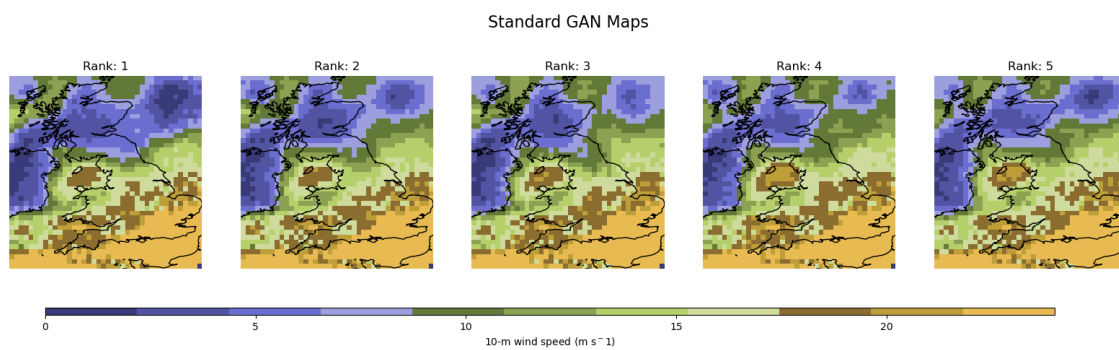 Standard GAN Maps
Rank: 1 Rank: 2 Rank: 3 Rank: 4 Rank: 5
0 5 10 15 20
10-m wind speed (m s⁻1)